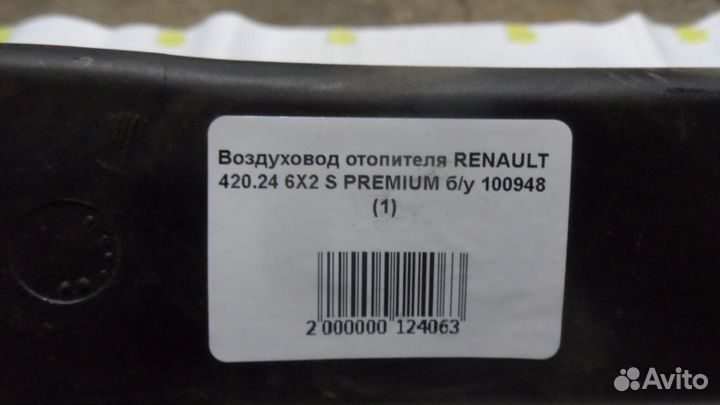 Воздуховод отопителя RENAULT
420.24 6X2 S PREMIUM б/у 100948
(1)
2 000000 124063
Avito